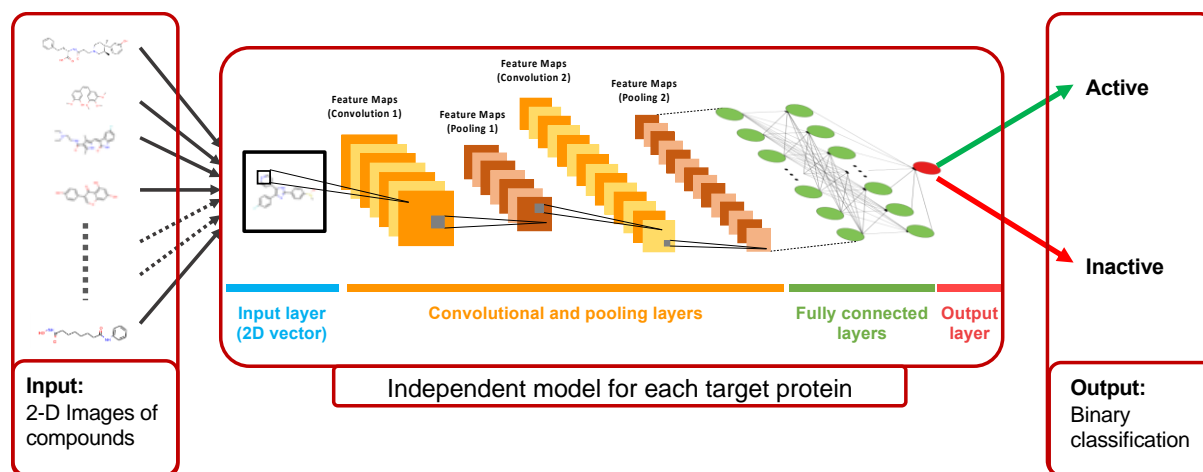 Feature Maps
(Convolution 1)
Feature Maps
(Pooling 1)
Feature Maps
(Convolution 2)
Feature Maps
(Pooling 2)
Active
Inactive
Input layer
(2D vector)
Convolutional and pooling layers
Fully connected
layers
Output
layer
Independent model for each target protein
Input:
2-D Images of
compounds
Output:
Binary
classification